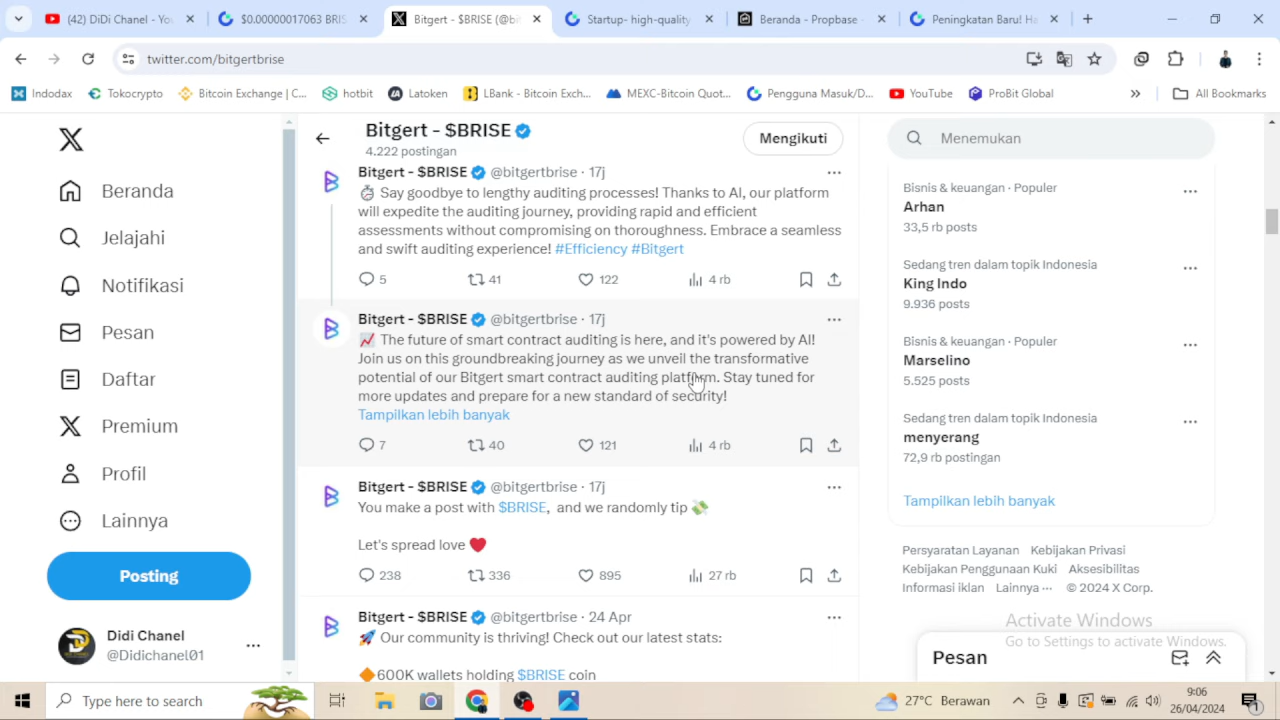 (42) DiDi Chanel - You
$0.00000017063 BRIS
Bitgert - $BRISE (@bi
Startup- high-quality
Beranda - Propbase -
Peningkatan Baru! Ha
twitter.com/bitgertbrise
Indodax
Tokocrypto
Bitcoin Exchange | C...
hotbit
Latoken
LBank - Bitcoin Exch...
MEXC-Bitcoin Quot...
Pengguna Masuk/D...
YouTube
ProBit Global
All Bookmarks
Beranda
Jelajahi
Notifikasi
Pesan
Daftar
Premium
Profil
Lainnya
Posting
Didi Chanel
@Didichanel01
Bitgert - $BRISE
4.222 postingan
Mengikuti
Bitgert - $BRISE @bitgertbrise · 17j
Say goodbye to lengthy auditing processes! Thanks to AI, our platform
will expedite the auditing journey, providing rapid and efficient
assessments without compromising on thoroughness. Embrace a seamless
and swift auditing experience! #Efficiency #Bitgert
5 41 122 4 rb
Bitgert - $BRISE @bitgertbrise · 17j
The future of smart contract auditing is here, and it's powered by AI!
Join us on this groundbreaking journey as we unveil the transformative
potential of our Bitgert smart contract auditing platform. Stay tuned for
more updates and prepare for a new standard of security!
Tampilkan lebih banyak
7 40 121 4 rb
Bitgert - $BRISE @bitgertbrise · 17j
You make a post with $BRISE, and we randomly tip
Let's spread love
238 336 895 27 rb
Bitgert - $BRISE @bitgertbrise · 24 Apr
Our community is thriving! Check out our latest stats:
600K wallets holding $BRISE coin
Menemukan
Bisnis & keuangan · Populer
Arhan
33,5 rb posts
Sedang tren dalam topik Indonesia
King Indo
9.936 posts
Bisnis & keuangan · Populer
Marselino
5.525 posts
Sedang tren dalam topik Indonesia
menyerang
72,9 rb postingan
Tampilkan lebih banyak
Persyaratan Layanan Kebijakan Privasi
Kebijakan Penggunaan Kuki Aksesibilitas
Informasi iklan Lainnya ··· © 2024 X Corp.
Activate Windows
Go to Settings to activate Windows.
Pesan
Type here to search
27°C Berawan
9:06
26/04/2024
1